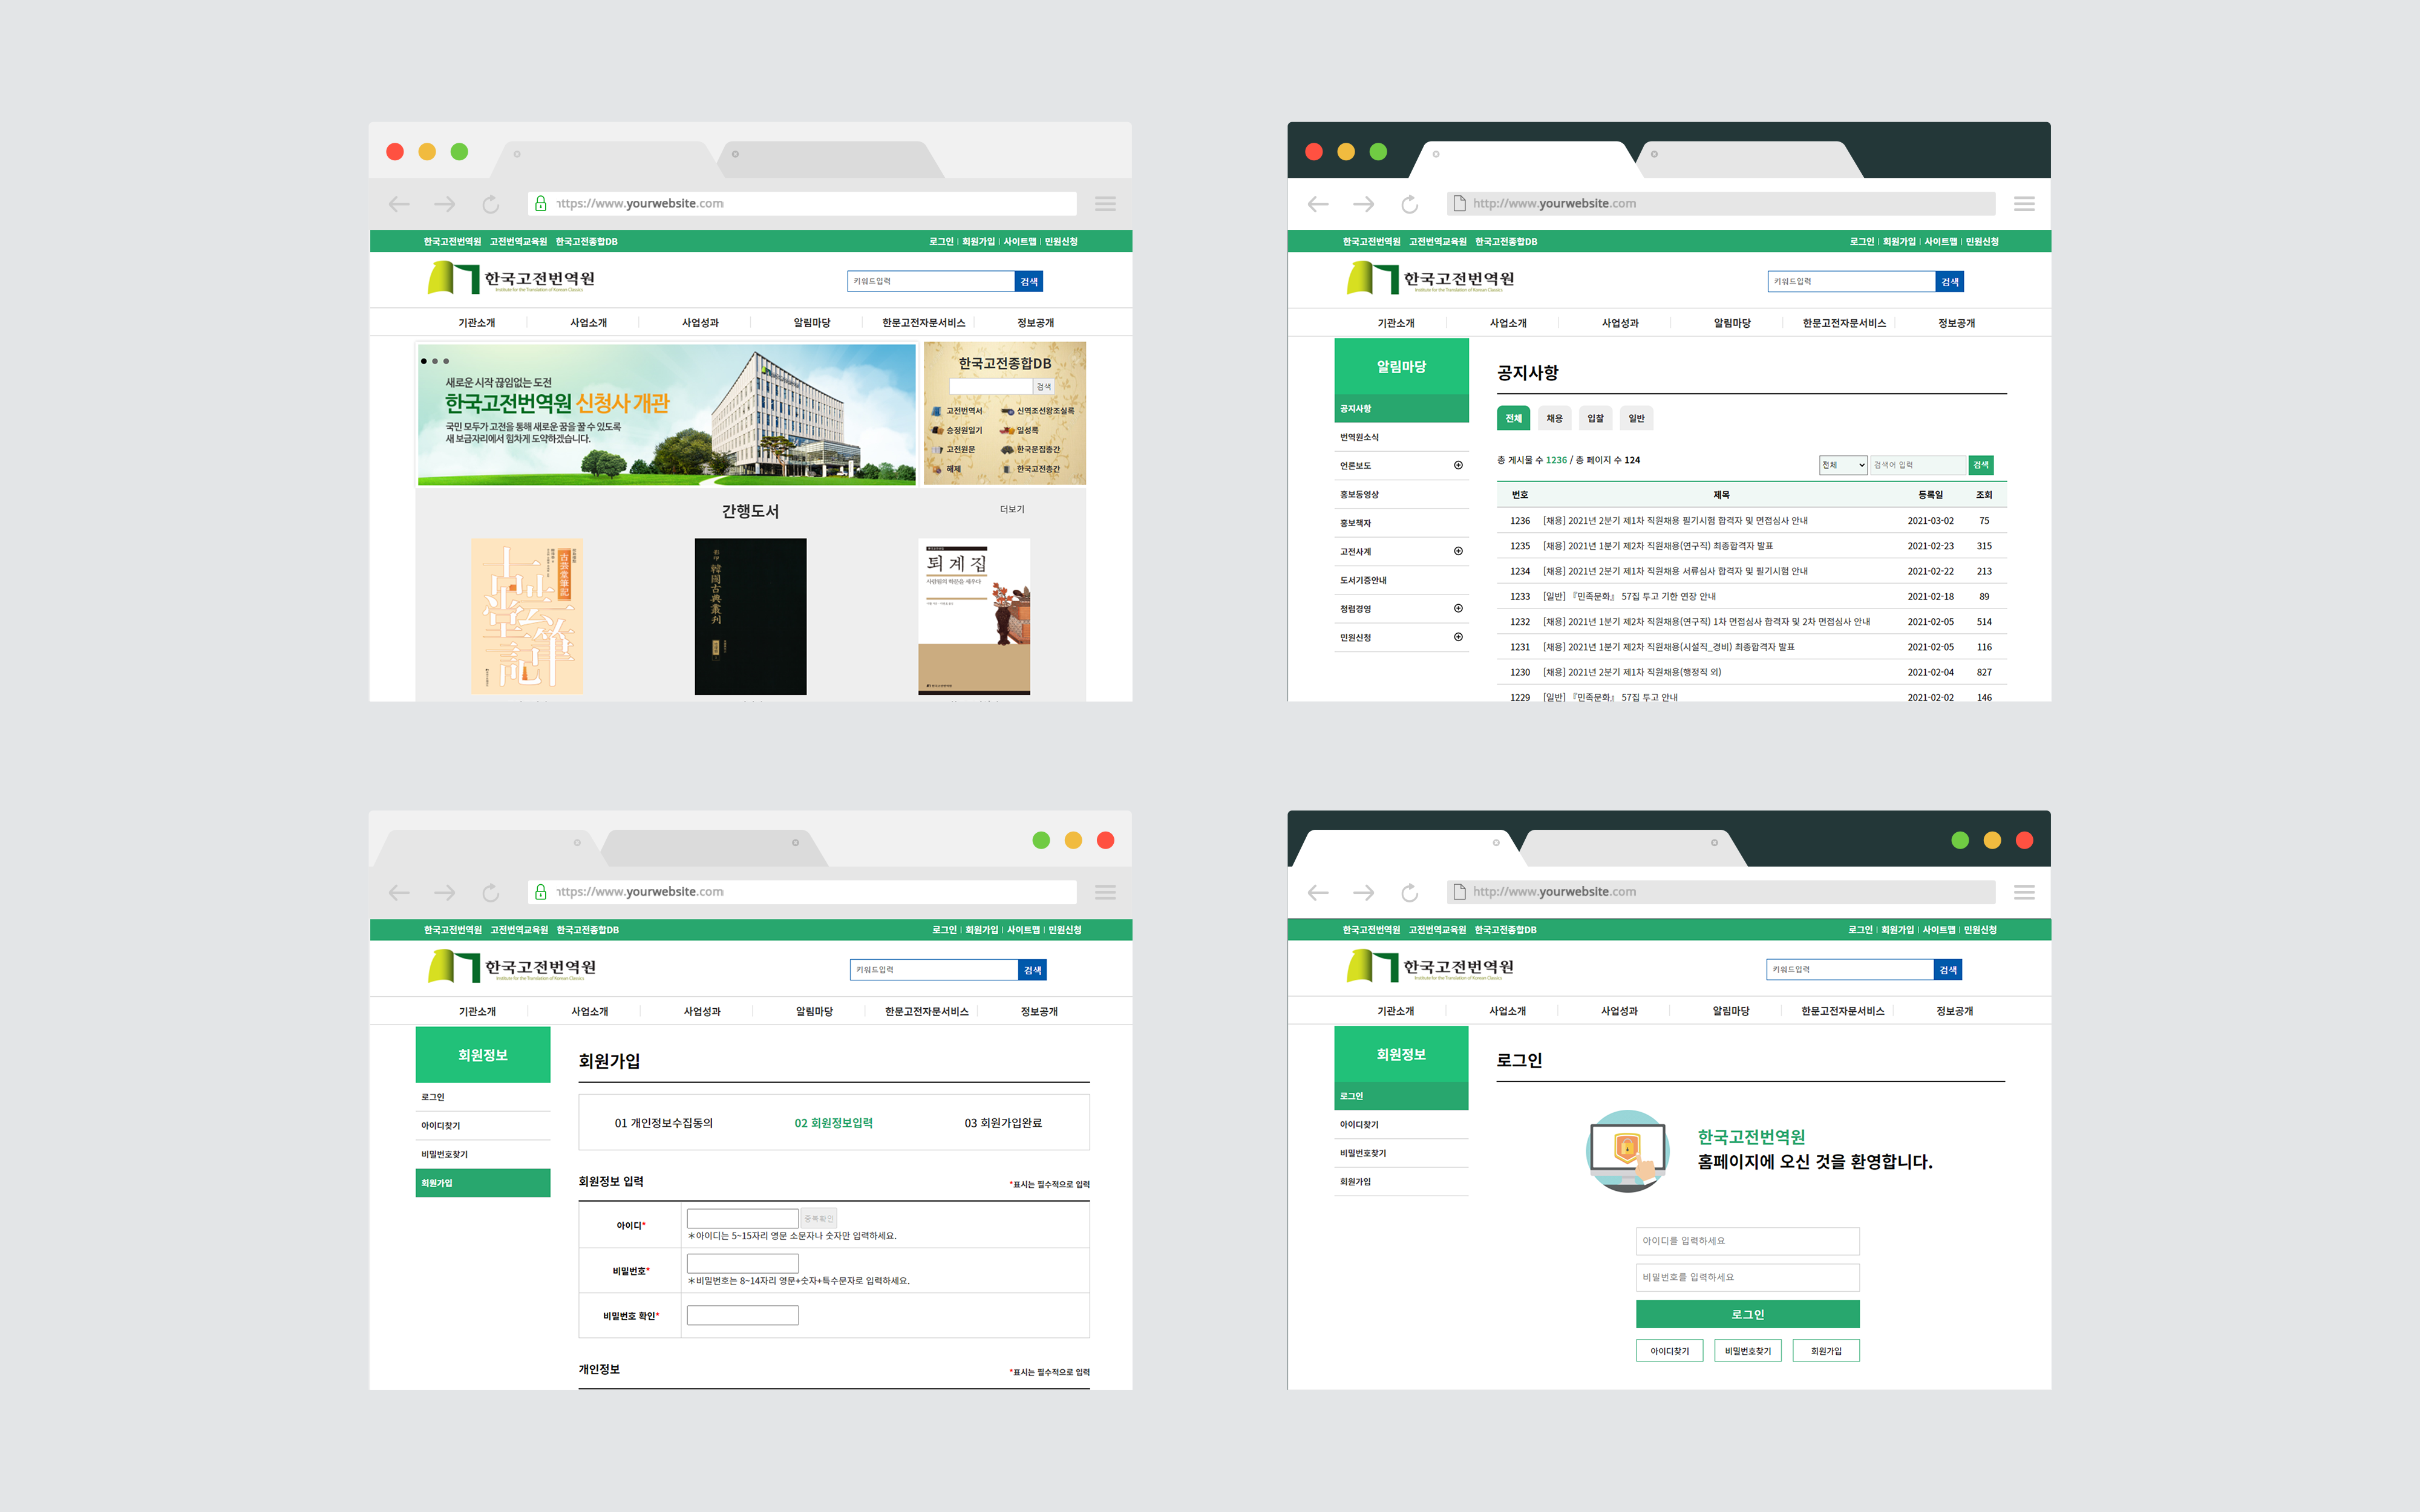 https://www.yourwebsite.com
한국고전번역원 고전번역교육원 한국고전종합DB
로그인 | 회원가입 | 사이트맵 | 민원신청
한국고전번역원
Institute for the Translation of Korean Classics
키워드입력 검색
기관소개 사업소개 사업성과 알림마당 한문고전자문서비스 정보공개
새로운 시작 끊임없는 도전
한국고전번역원 신청사 개관
국민 모두가 고전을 통해 새로운 꿈을 꿀 수 있도록
새 보금자리에서 힘차게 도약하겠습니다.
한국고전종합DB
검색
고전번역서 신역조선왕조실록
승정원일기 일성록
고전원문 한국문집총간
해제 한국고전총간
간행도서 더보기
古芸堂筆記
韓國古典叢刊
퇴계집
사람됨의 학문을 세우다
http://www.yourwebsite.com
한국고전번역원 고전번역교육원 한국고전종합DB
로그인 | 회원가입 | 사이트맵 | 민원신청
한국고전번역원
Institute for the Translation of Korean Classics
키워드입력 검색
기관소개 사업소개 사업성과 알림마당 한문고전자문서비스 정보공개
알림마당
공지사항
번역원소식
언론보도
홍보동영상
홍보책자
고전사계
도서기증안내
청렴경영
민원신청
공지사항
전체 채용 입찰 일반
총 게시물 수 1236 / 총 페이지 수 124
전체 검색어 입력 검색
번호 제목 등록일 조회
1236 [채용] 2021년 2분기 제1차 직원채용 필기시험 합격자 및 면접심사 안내 2021-03-02 75
1235 [채용] 2021년 1분기 제2차 직원채용(연구직) 최종합격자 발표 2021-02-23 315
1234 [채용] 2021년 2분기 제1차 직원채용 서류심사 합격자 및 필기시험 안내 2021-02-22 213
1233 [일반] 『민족문화』 57집 투고 기한 연장 안내 2021-02-18 89
1232 [채용] 2021년 1분기 제2차 직원채용(연구직) 1차 면접심사 합격자 및 2차 면접심사 안내 2021-02-05 514
1231 [채용] 2021년 1분기 제2차 직원채용(시설직_경비) 최종합격자 발표 2021-02-05 116
1230 [채용] 2021년 2분기 제1차 직원채용(행정직 외) 2021-02-04 827
1229 [일반] 『민족문화』 57집 투고 안내 2021-02-02 146
https://www.yourwebsite.com
한국고전번역원 고전번역교육원 한국고전종합DB
로그인 | 회원가입 | 사이트맵 | 민원신청
한국고전번역원
Institute for the Translation of Korean Classics
키워드입력 검색
기관소개 사업소개 사업성과 알림마당 한문고전자문서비스 정보공개
회원정보
로그인
아이디찾기
비밀번호찾기
회원가입
회원가입
01 개인정보수집동의 02 회원정보입력 03 회원가입완료
회원정보 입력 *표시는 필수적으로 입력
아이디* 중복확인
*아이디는 5~15자리 영문 소문자나 숫자만 입력하세요.
비밀번호*
*비밀번호는 8~14자리 영문+숫자+특수문자로 입력하세요.
비밀번호 확인*
개인정보 *표시는 필수적으로 입력
http://www.yourwebsite.com
한국고전번역원 고전번역교육원 한국고전종합DB
로그인 | 회원가입 | 사이트맵 | 민원신청
한국고전번역원
Institute for the Translation of Korean Classics
키워드입력 검색
기관소개 사업소개 사업성과 알림마당 한문고전자문서비스 정보공개
회원정보
로그인
아이디찾기
비밀번호찾기
회원가입
로그인
한국고전번역원
홈페이지에 오신 것을 환영합니다.
아이디를 입력하세요
비밀번호를 입력하세요
로그인
아이디찾기 비밀번호찾기 회원가입